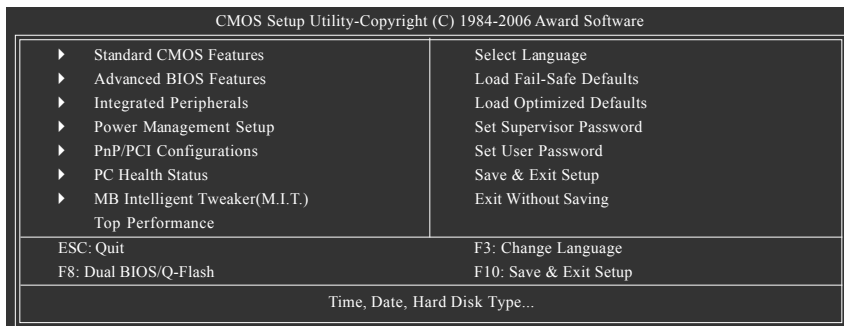 CMOS Setup Utility-Copyright (C) 1984-2006 Award Software
Standard CMOS Features
Advanced BIOS Features
Integrated Peripherals
Power Management Setup
PnP/PCI Configurations
PC Health Status
MB Intelligent Tweaker(M.I.T.)
Top Performance
Select Language
Load Fail-Safe Defaults
Load Optimized Defaults
Set Supervisor Password
Set User Password
Save & Exit Setup
Exit Without Saving
ESC: Quit
F3: Change Language
F8: Dual BIOS/Q-Flash
F10: Save & Exit Setup
Time, Date, Hard Disk Type...